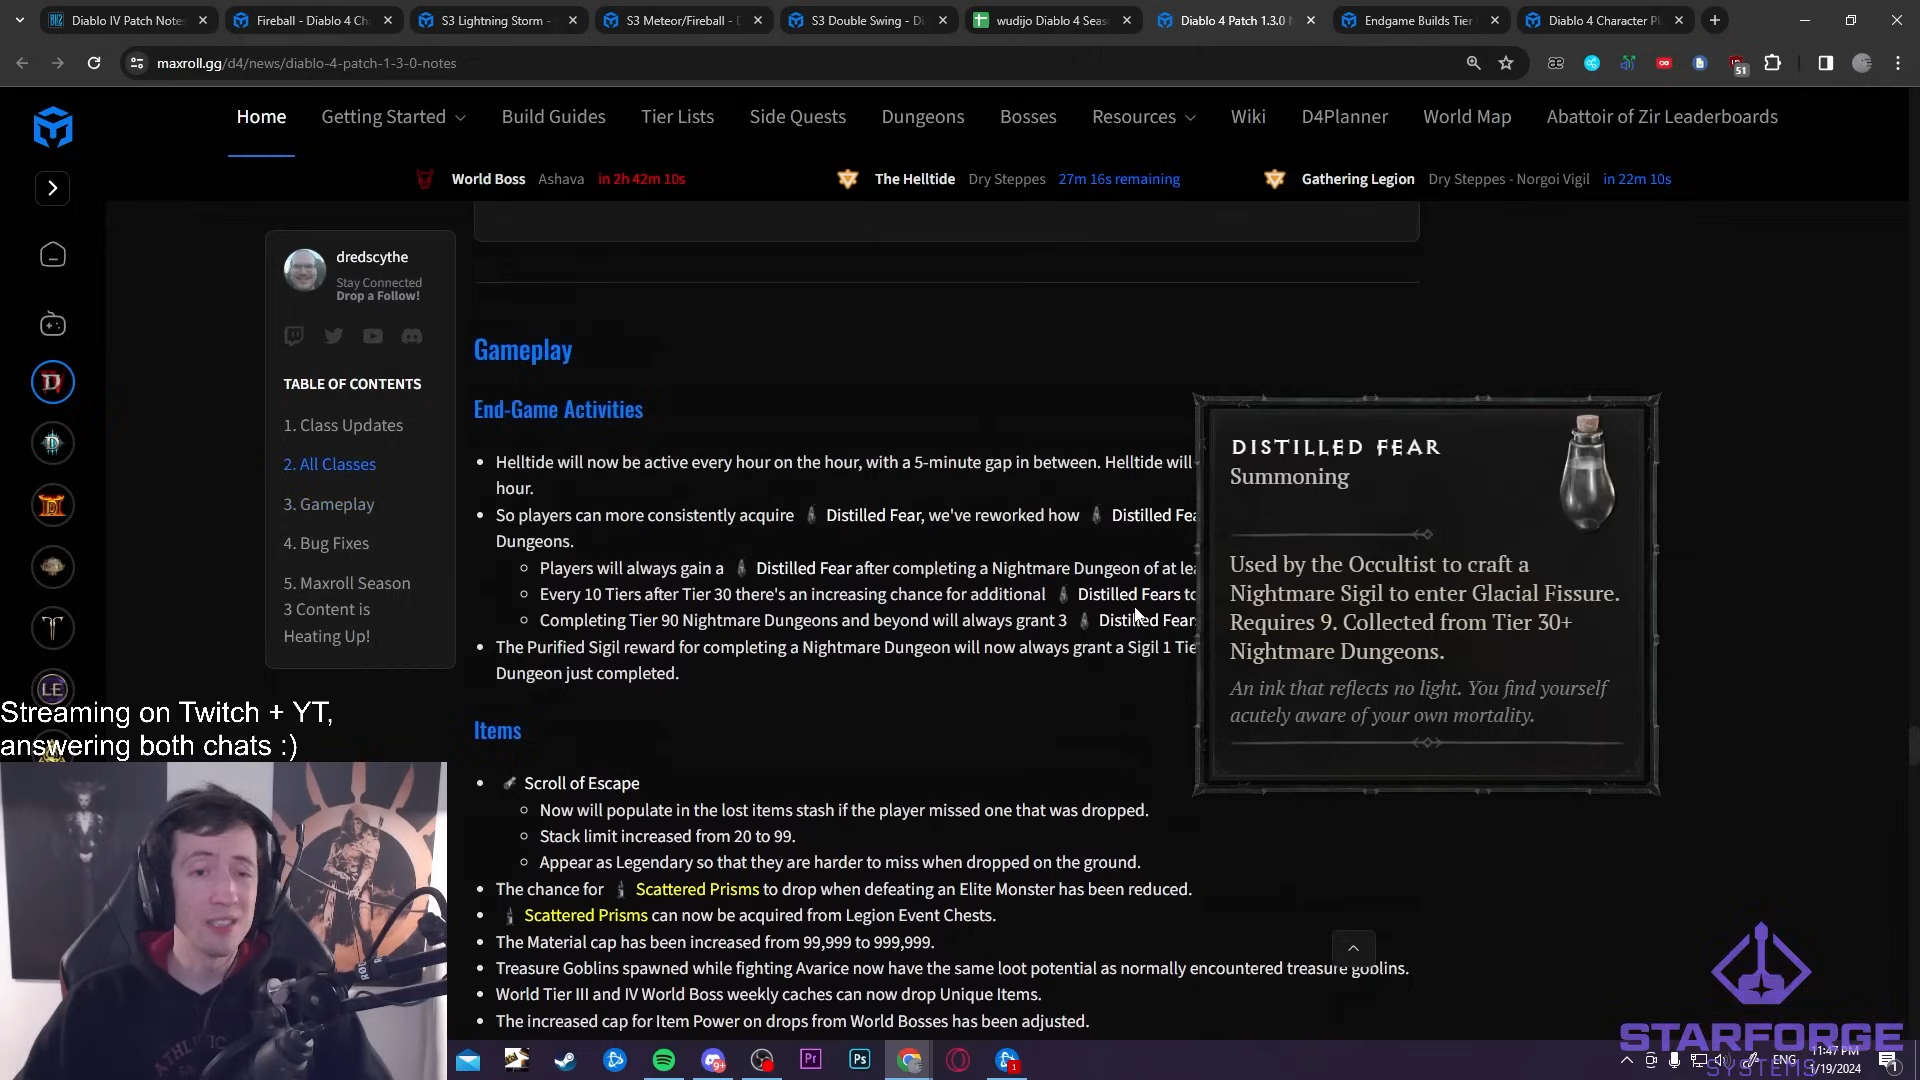 Diablo IV Patch Notes
Fireball - Diablo 4 Ch
S3 Lightning Storm -
S3 Meteor/Fireball - D
S3 Double Swing - Di
wudijo Diablo 4 Seas
Diablo 4 Patch 1.3.0 N
Endgame Builds Tier
Diablo 4 Character Pl
maxroll.gg/d4/news/diablo-4-patch-1-3-0-notes
51
Home
Getting Started
Build Guides
Tier Lists
Side Quests
Dungeons
Bosses
Resources
Wiki
D4Planner
World Map
Abattoir of Zir Leaderboards
World Boss Ashava in 2h 42m 10s
The Helltide Dry Steppes 27m 16s remaining
Gathering Legion Dry Steppes - Norgoi Vigil in 22m 10s
dredscythe
Stay Connected
Drop a Follow!
TABLE OF CONTENTS
1. Class Updates
2. All Classes
3. Gameplay
4. Bug Fixes
5. Maxroll Season
3 Content is
Heating Up!
LE
Gameplay
End-Game Activities
Helltide will now be active every hour on the hour, with a 5-minute gap in between. Helltide will
hour.
So players can more consistently acquire Distilled Fear, we've reworked how Distilled Fea
Dungeons.
Players will always gain a Distilled Fear after completing a Nightmare Dungeon of at lea
Every 10 Tiers after Tier 30 there's an increasing chance for additional Distilled Fears to
Completing Tier 90 Nightmare Dungeons and beyond will always grant 3 Distilled Fears
The Purified Sigil reward for completing a Nightmare Dungeon will now always grant a Sigil 1 Tie
Dungeon just completed.
Items
Scroll of Escape
Now will populate in the lost items stash if the player missed one that was dropped.
Stack limit increased from 20 to 99.
Appear as Legendary so that they are harder to miss when dropped on the ground.
The chance for Scattered Prisms to drop when defeating an Elite Monster has been reduced.
Scattered Prisms can now be acquired from Legion Event Chests.
The Material cap has been increased from 99,999 to 999,999.
Treasure Goblins spawned while fighting Avarice now have the same loot potential as normally encountered treasure goblins.
World Tier III and IV World Boss weekly caches can now drop Unique Items.
The increased cap for Item Power on drops from World Bosses has been adjusted.
DISTILLED FEAR
Summoning
Used by the Occultist to craft a
Nightmare Sigil to enter Glacial Fissure.
Requires 9. Collected from Tier 30+
Nightmare Dungeons.
An ink that reflects no light. You find yourself
acutely aware of your own mortality.
Streaming on Twitch + YT,
answering both chats :)
STARFORGE
SYSTEMS
Pr
Ps
9+
1
ENG
11:47 PM
1/19/2024
1